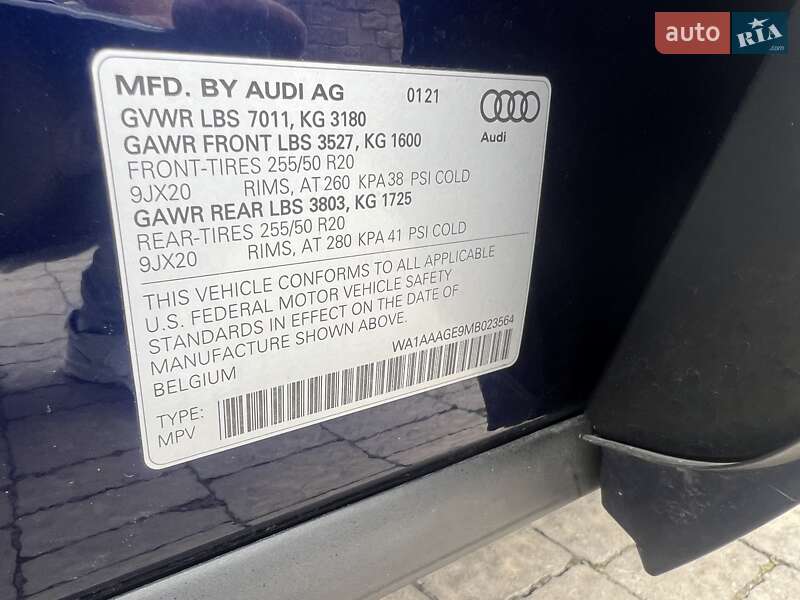 auto RIA .com
MFD. BY AUDI AG 0121
GVWR LBS 7011, KG 3180
Audi
GAWR FRONT LBS 3527, KG 1600
FRONT-TIRES 255/50 R20
9JX20 RIMS, AT 260 KPA 38 PSI COLD
GAWR REAR LBS 3803, KG 1725
REAR-TIRES 255/50 R20
9JX20 RIMS, AT 280 KPA 41 PSI COLD
THIS VEHICLE CONFORMS TO ALL APPLICABLE
U.S. FEDERAL MOTOR VEHICLE SAFETY
STANDARDS IN EFFECT ON THE DATE OF
MANUFACTURE SHOWN ABOVE.
WA1AAAGE9MB023564
BELGIUM
TYPE:
MPV